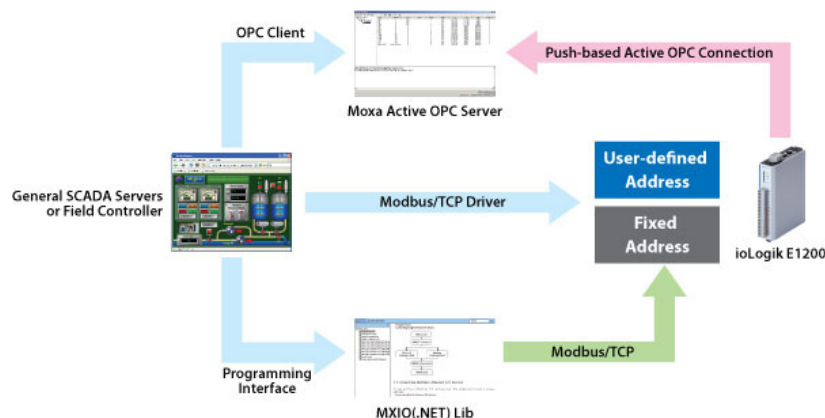 OPC Client
Push-based Active OPC Connection
Moxa Active OPC Server
User-defined
Address
General SCADA Servers
or Field Controller
Modbus/TCP Driver
Fixed
Address
ioLogik E1200
Modbus/TCP
Programming
Interface
MXIO(.NET) Lib